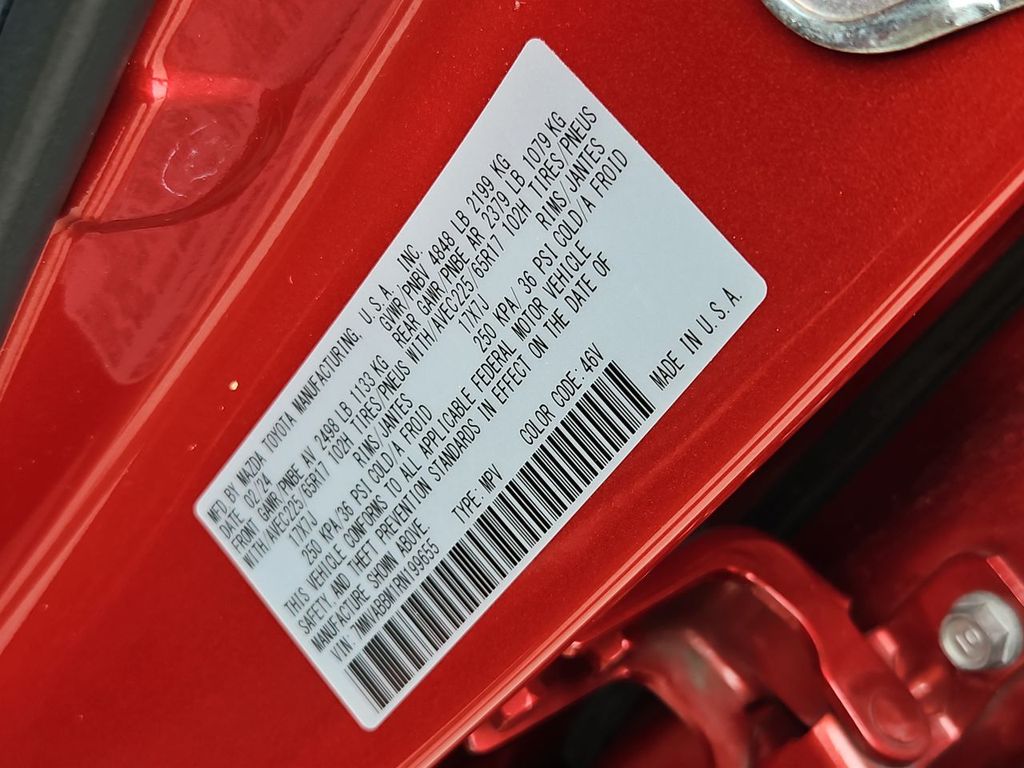 MFD.BY MAZDA TOYOTA MANUFACTURING, U.S.A., INC.
DATE: 02/24 GVWR/PNBV 4848 LB 2199 KG
FRONT GAWR/PNBE AV 2498 LB 1133 KG REAR GAWR/PNBE AR 2379 LB 1079 KG
WITH/AVEC225/65R17 102H TIRES/PNEUS WITH/AVEC225/65R17 102H TIRES/PNEUS
17X7J RIMS/JANTES 17X7J RIMS/JANTES
250 KPA/36 PSI COLD/A FROID 250 KPA/ 36 PSI COLD/A FROID
THIS VEHICLE CONFORMS TO ALL APPLICABLE FEDERAL MOTOR VEHICLE
SAFETY AND THEFT PREVENTION STANDARDS IN EFFECT ON THE DATE OF
MANUFACTURE SHOWN ABOVE.
VIN: 7MMVABBM1RN199655 TYPE: MPV COLOR CODE: 46V
MADE IN U.S.A.
10